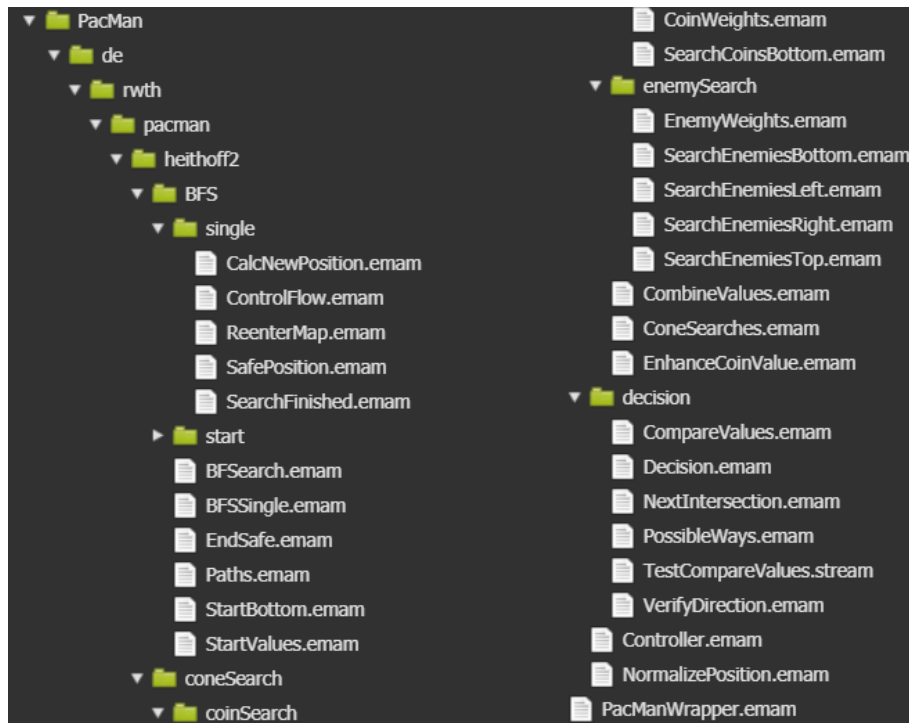 PacMan
de
rwth
pacman
heithoff2
BFS
single
CalcNewPosition.emam
ControlFlow.emam
ReenterMap.emam
SafePosition.emam
SearchFinished.emam
start
BFSearch.emam
BFSSingle.emam
EndSafe.emam
Paths.emam
StartBottom.emam
StartValues.emam
coneSearch
coinSearch
CoinWeights.emam
SearchCoinsBottom.emam
enemySearch
EnemyWeights.emam
SearchEnemiesBottom.emam
SearchEnemiesLeft.emam
SearchEnemiesRight.emam
SearchEnemiesTop.emam
CombineValues.emam
ConeSearches.emam
EnhanceCoinValue.emam
decision
CompareValues.emam
Decision.emam
NextIntersection.emam
PossibleWays.emam
TestCompareValues.stream
VerifyDirection.emam
Controller.emam
NormalizePosition.emam
PacManWrapper.emam